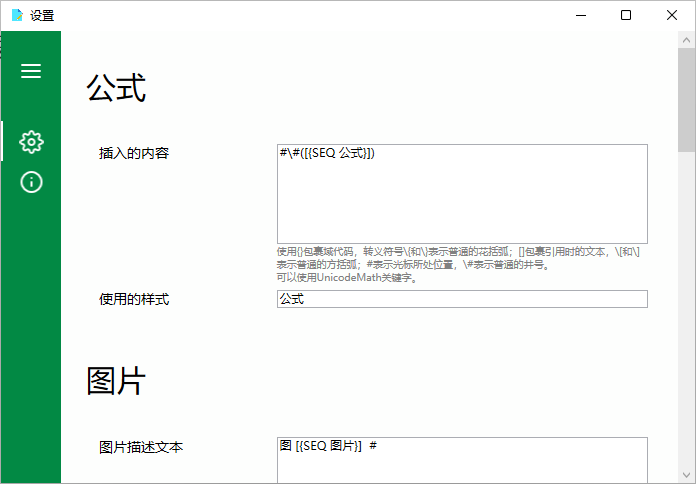 设置
公式
插入的内容
#\#([{SEQ 公式}])
使用{}包裹域代码，转义符号\{和\}表示普通的花括弧；[]包裹引用时的文本，\[和\]
表示普通的方括弧；#表示光标所处位置，\#表示普通的井号。
可以使用UnicodeMath关键字。
使用的样式
公式
图片
图片描述文本
图 [{SEQ 图片}]  #